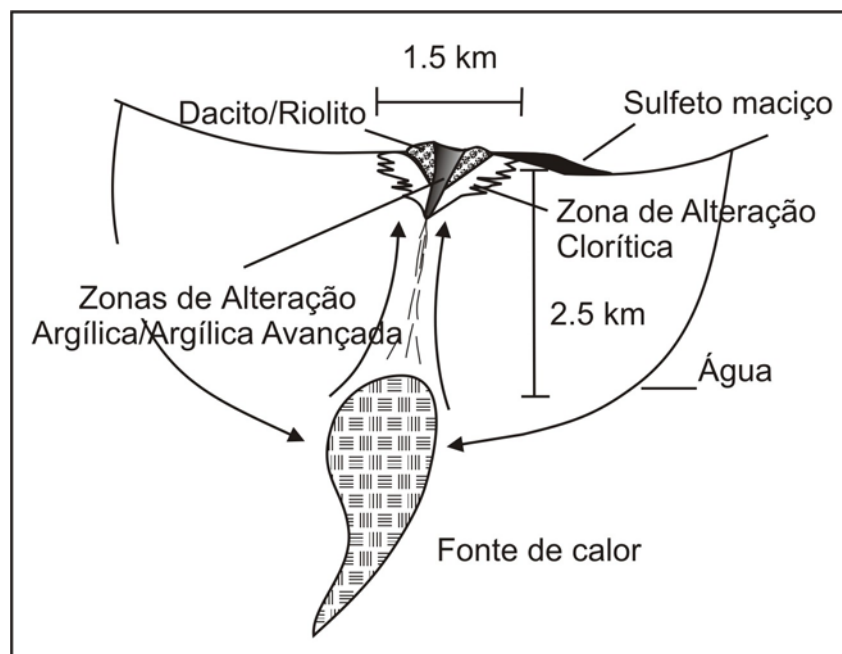 1.5 km
Dacito/Riolito
Sulfeto maciço
Zona de Alteração
Clorítica
Zonas de Alteração
Argílica/Argílica Avançada
2.5 km
Água
Fonte de calor